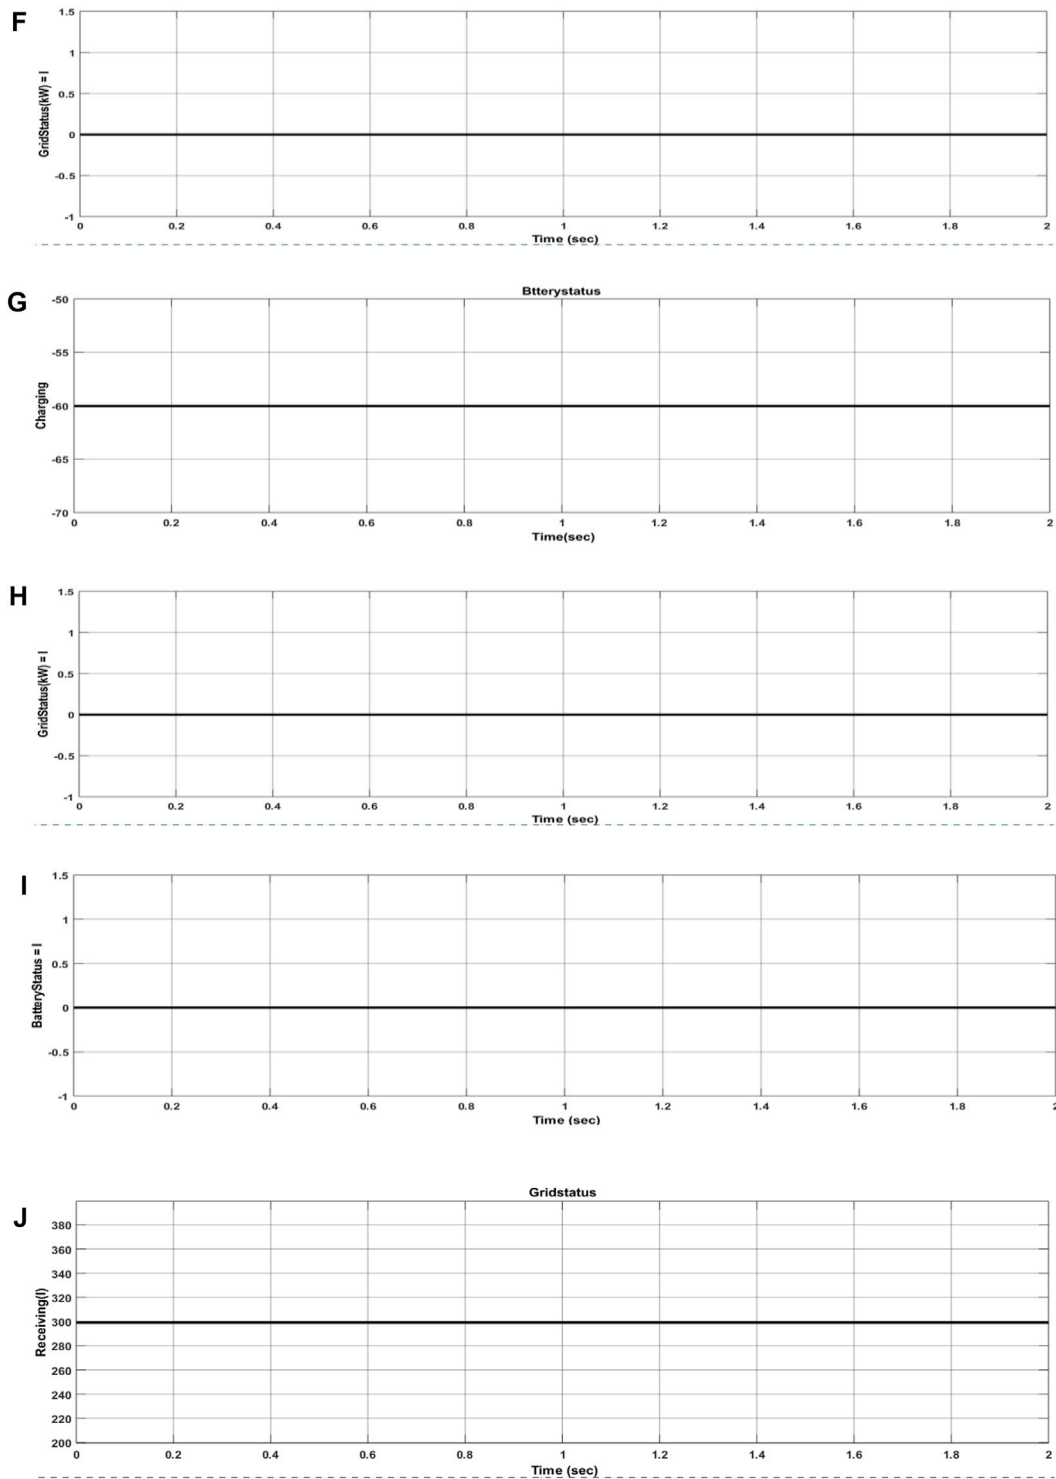 F
GridStatus(kW) = I
1.5
1
0.5
0
-0.5
-1
0 0.2 0.4 0.6 0.8 1 1.2 1.4 1.6 1.8 2
Time (sec)
Btterystatus
G
Charging
-50
-55
-60
-65
-70
0 0.2 0.4 0.6 0.8 1 1.2 1.4 1.6 1.8 2
Time(sec)
H
GridStatus(kW) = I
1.5
1
0.5
0
-0.5
-1
0 0.2 0.4 0.6 0.8 1 1.2 1.4 1.6 1.8 2
Time (sec)
I
BatteryStatus = I
1.5
1
0.5
0
-0.5
-1
0 0.2 0.4 0.6 0.8 1 1.2 1.4 1.6 1.8 2
Time (sec)
Gridstatus
J
Receiving(I)
380
360
340
320
300
280
260
240
220
200
0 0.2 0.4 0.6 0.8 1 1.2 1.4 1.6 1.8 2
Time (sec)